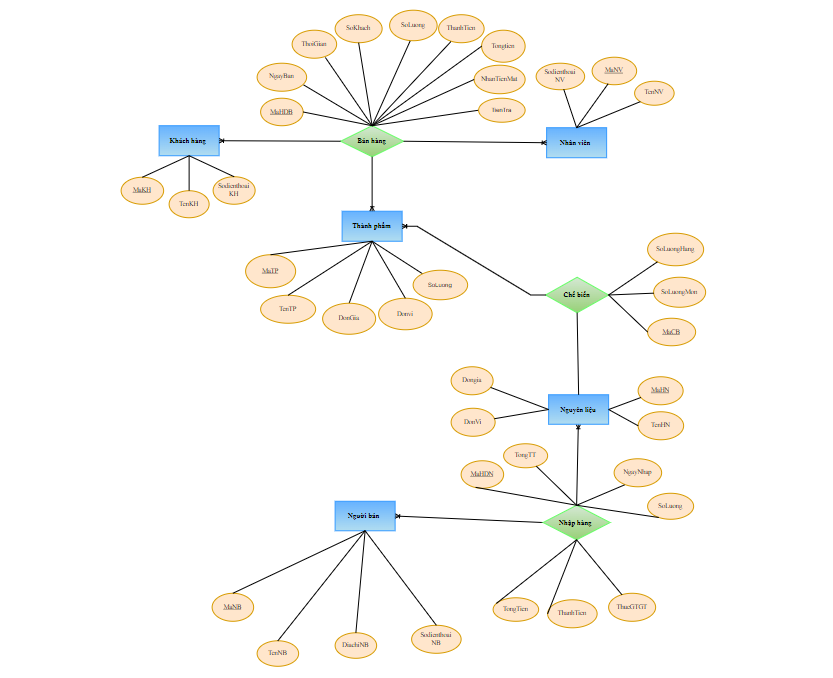 SoKhach
SoLuong
ThanhTien
ThoiGian
Tongtien
NgayBan
NhanTienMat
Sodienthoai
NV
MaNV
TenNV
MaHDB
tienTra
Khách hàng
Bán hàng
Nhân viên
MaKH
TenKH
Sodienthoai
KH
Thành phẩm
MaTP
SoLuong
TenTP
DonGia
Donvi
SoLuongHang
Chế biến
SoLuongMon
MaCB
Dongia
MaHN
Nguyên liệu
DonVi
TenHN
TongTT
MaHDN
NgayNhap
SoLuong
Người bán
Nhập hàng
MaNB
TongTien
ThanhTien
ThueGTGT
TenNB
DiachiNB
Sodienthoai
NB